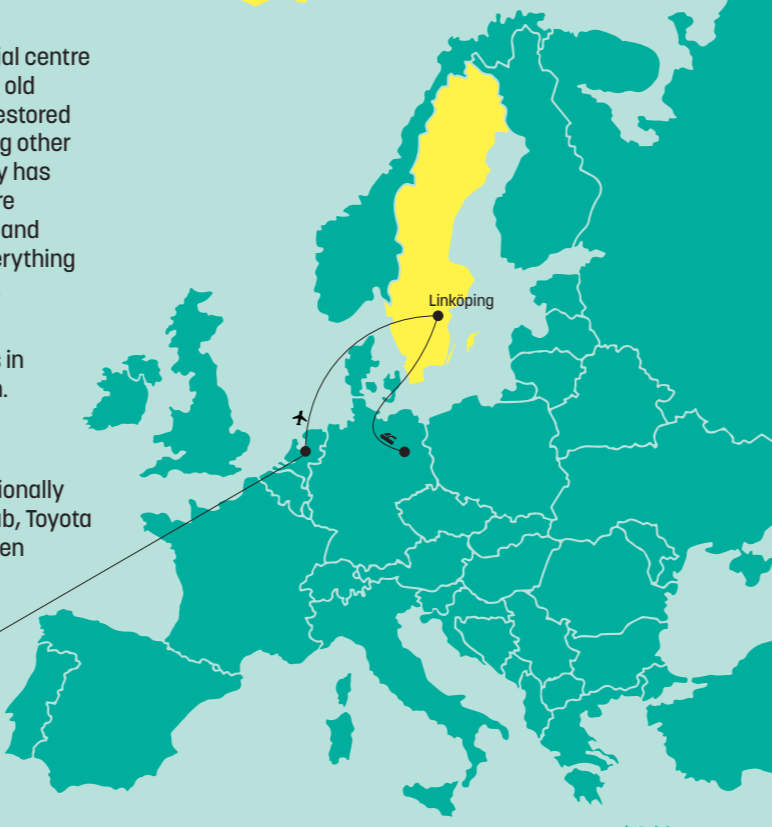 ial centre
old
estored
g other
y has
re
and
erything
s in
n.
ionally
ab, Toyota
en
Linköping